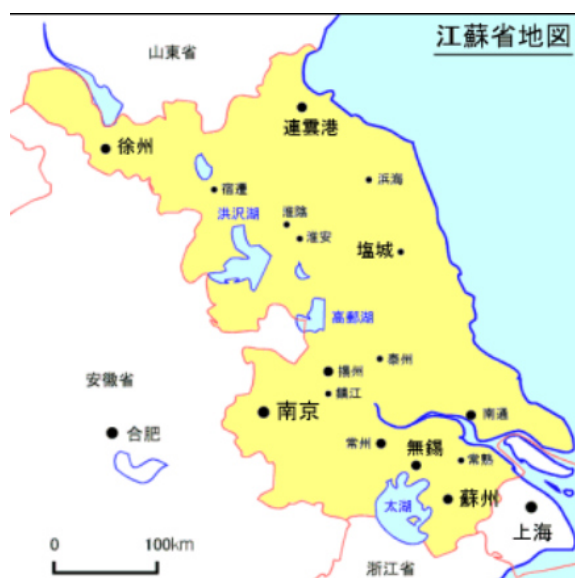 江蘇省地図
山東省
連雲港
徐州
浜海
宿遷
洪沢湖
淮陰
淮安
塩城
高郵湖
泰州
揚州
安徽省
鎮江
南京
南通
合肥
常州
無錫
常熟
蘇州
太湖
上海
0 100km
浙江省